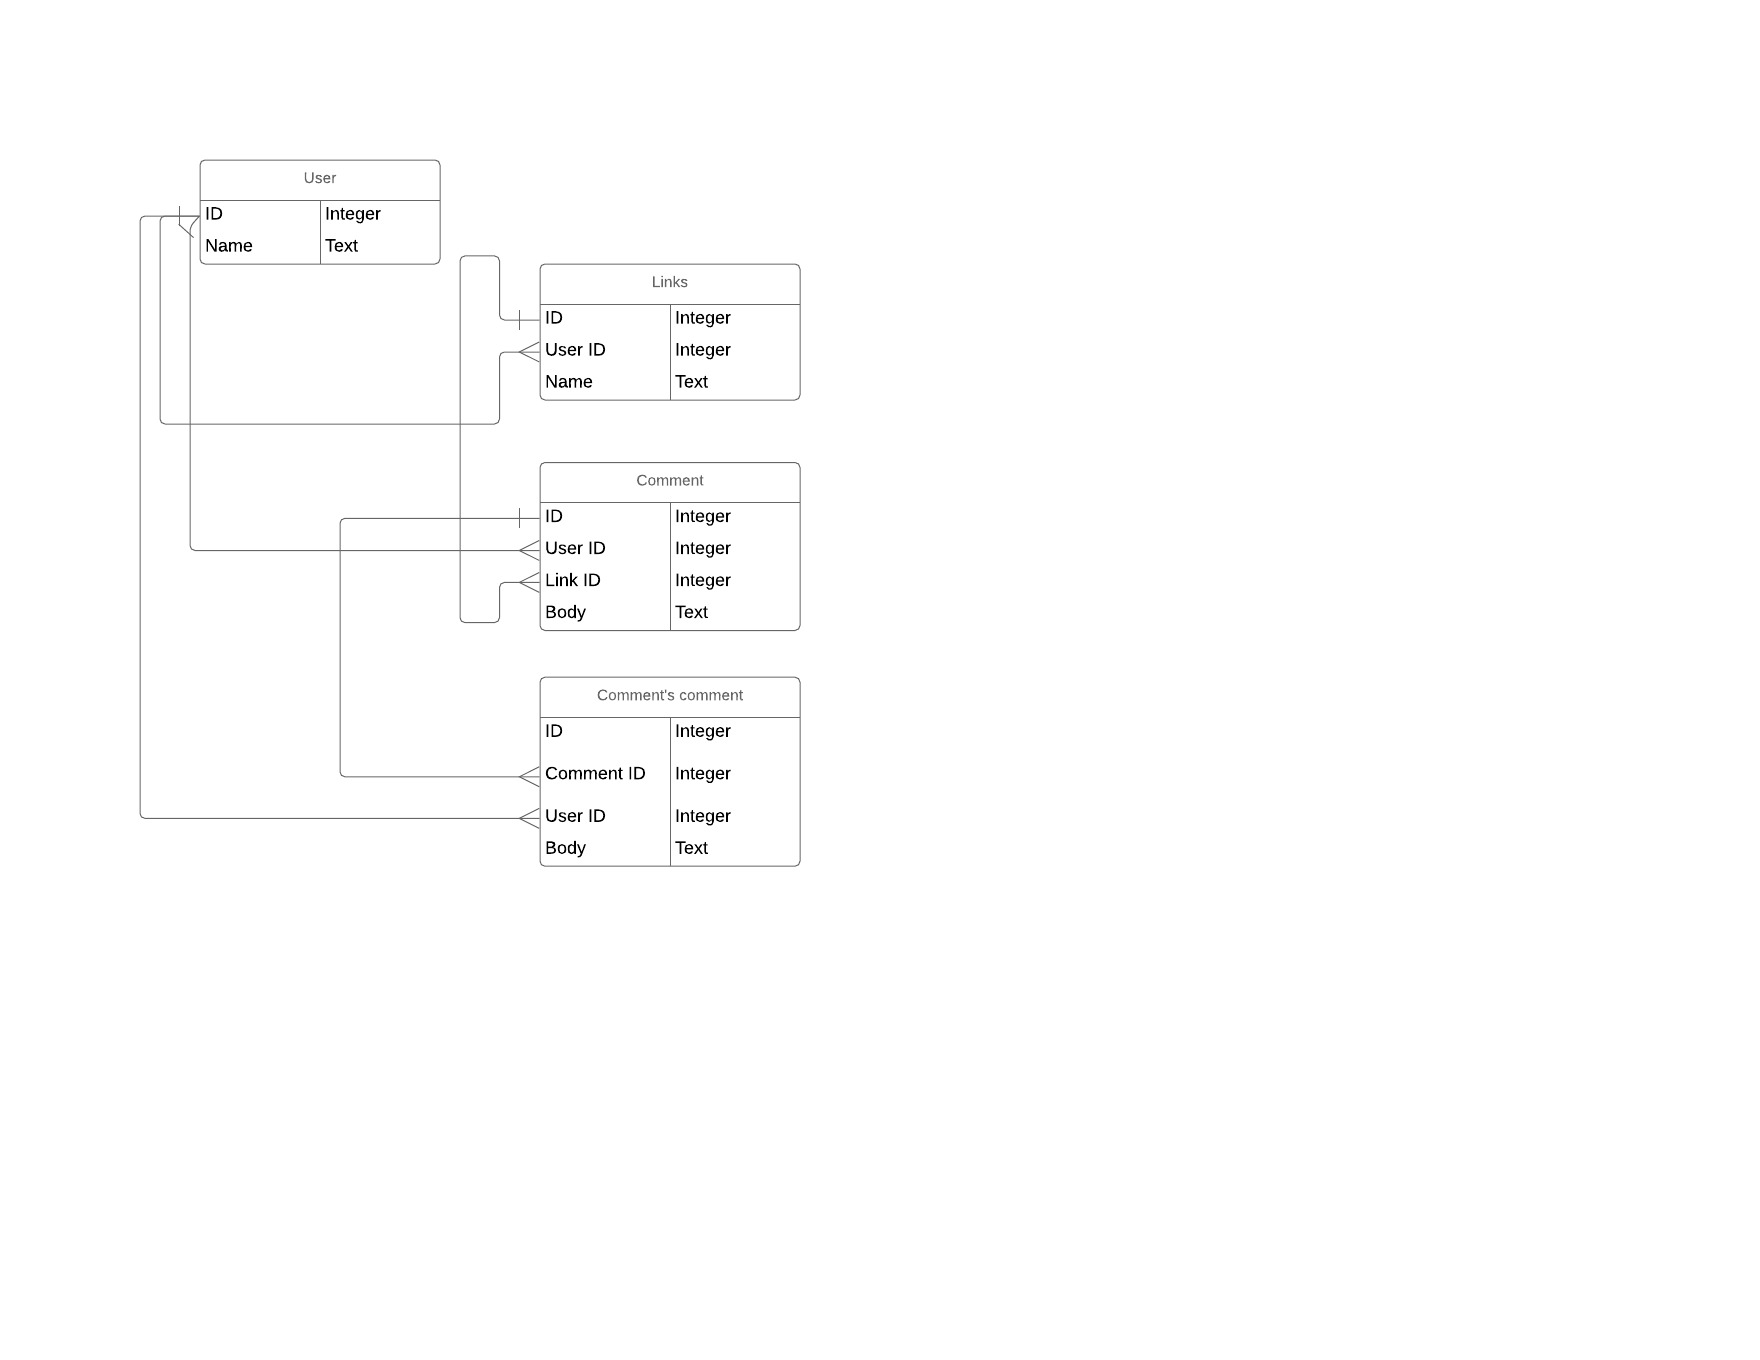 User
ID Integer
Name Text
Links
ID Integer
User ID Integer
Name Text
Comment
ID Integer
User ID Integer
Link ID Integer
Body Text
Comment's comment
ID Integer
Comment ID Integer
User ID Integer
Body Text